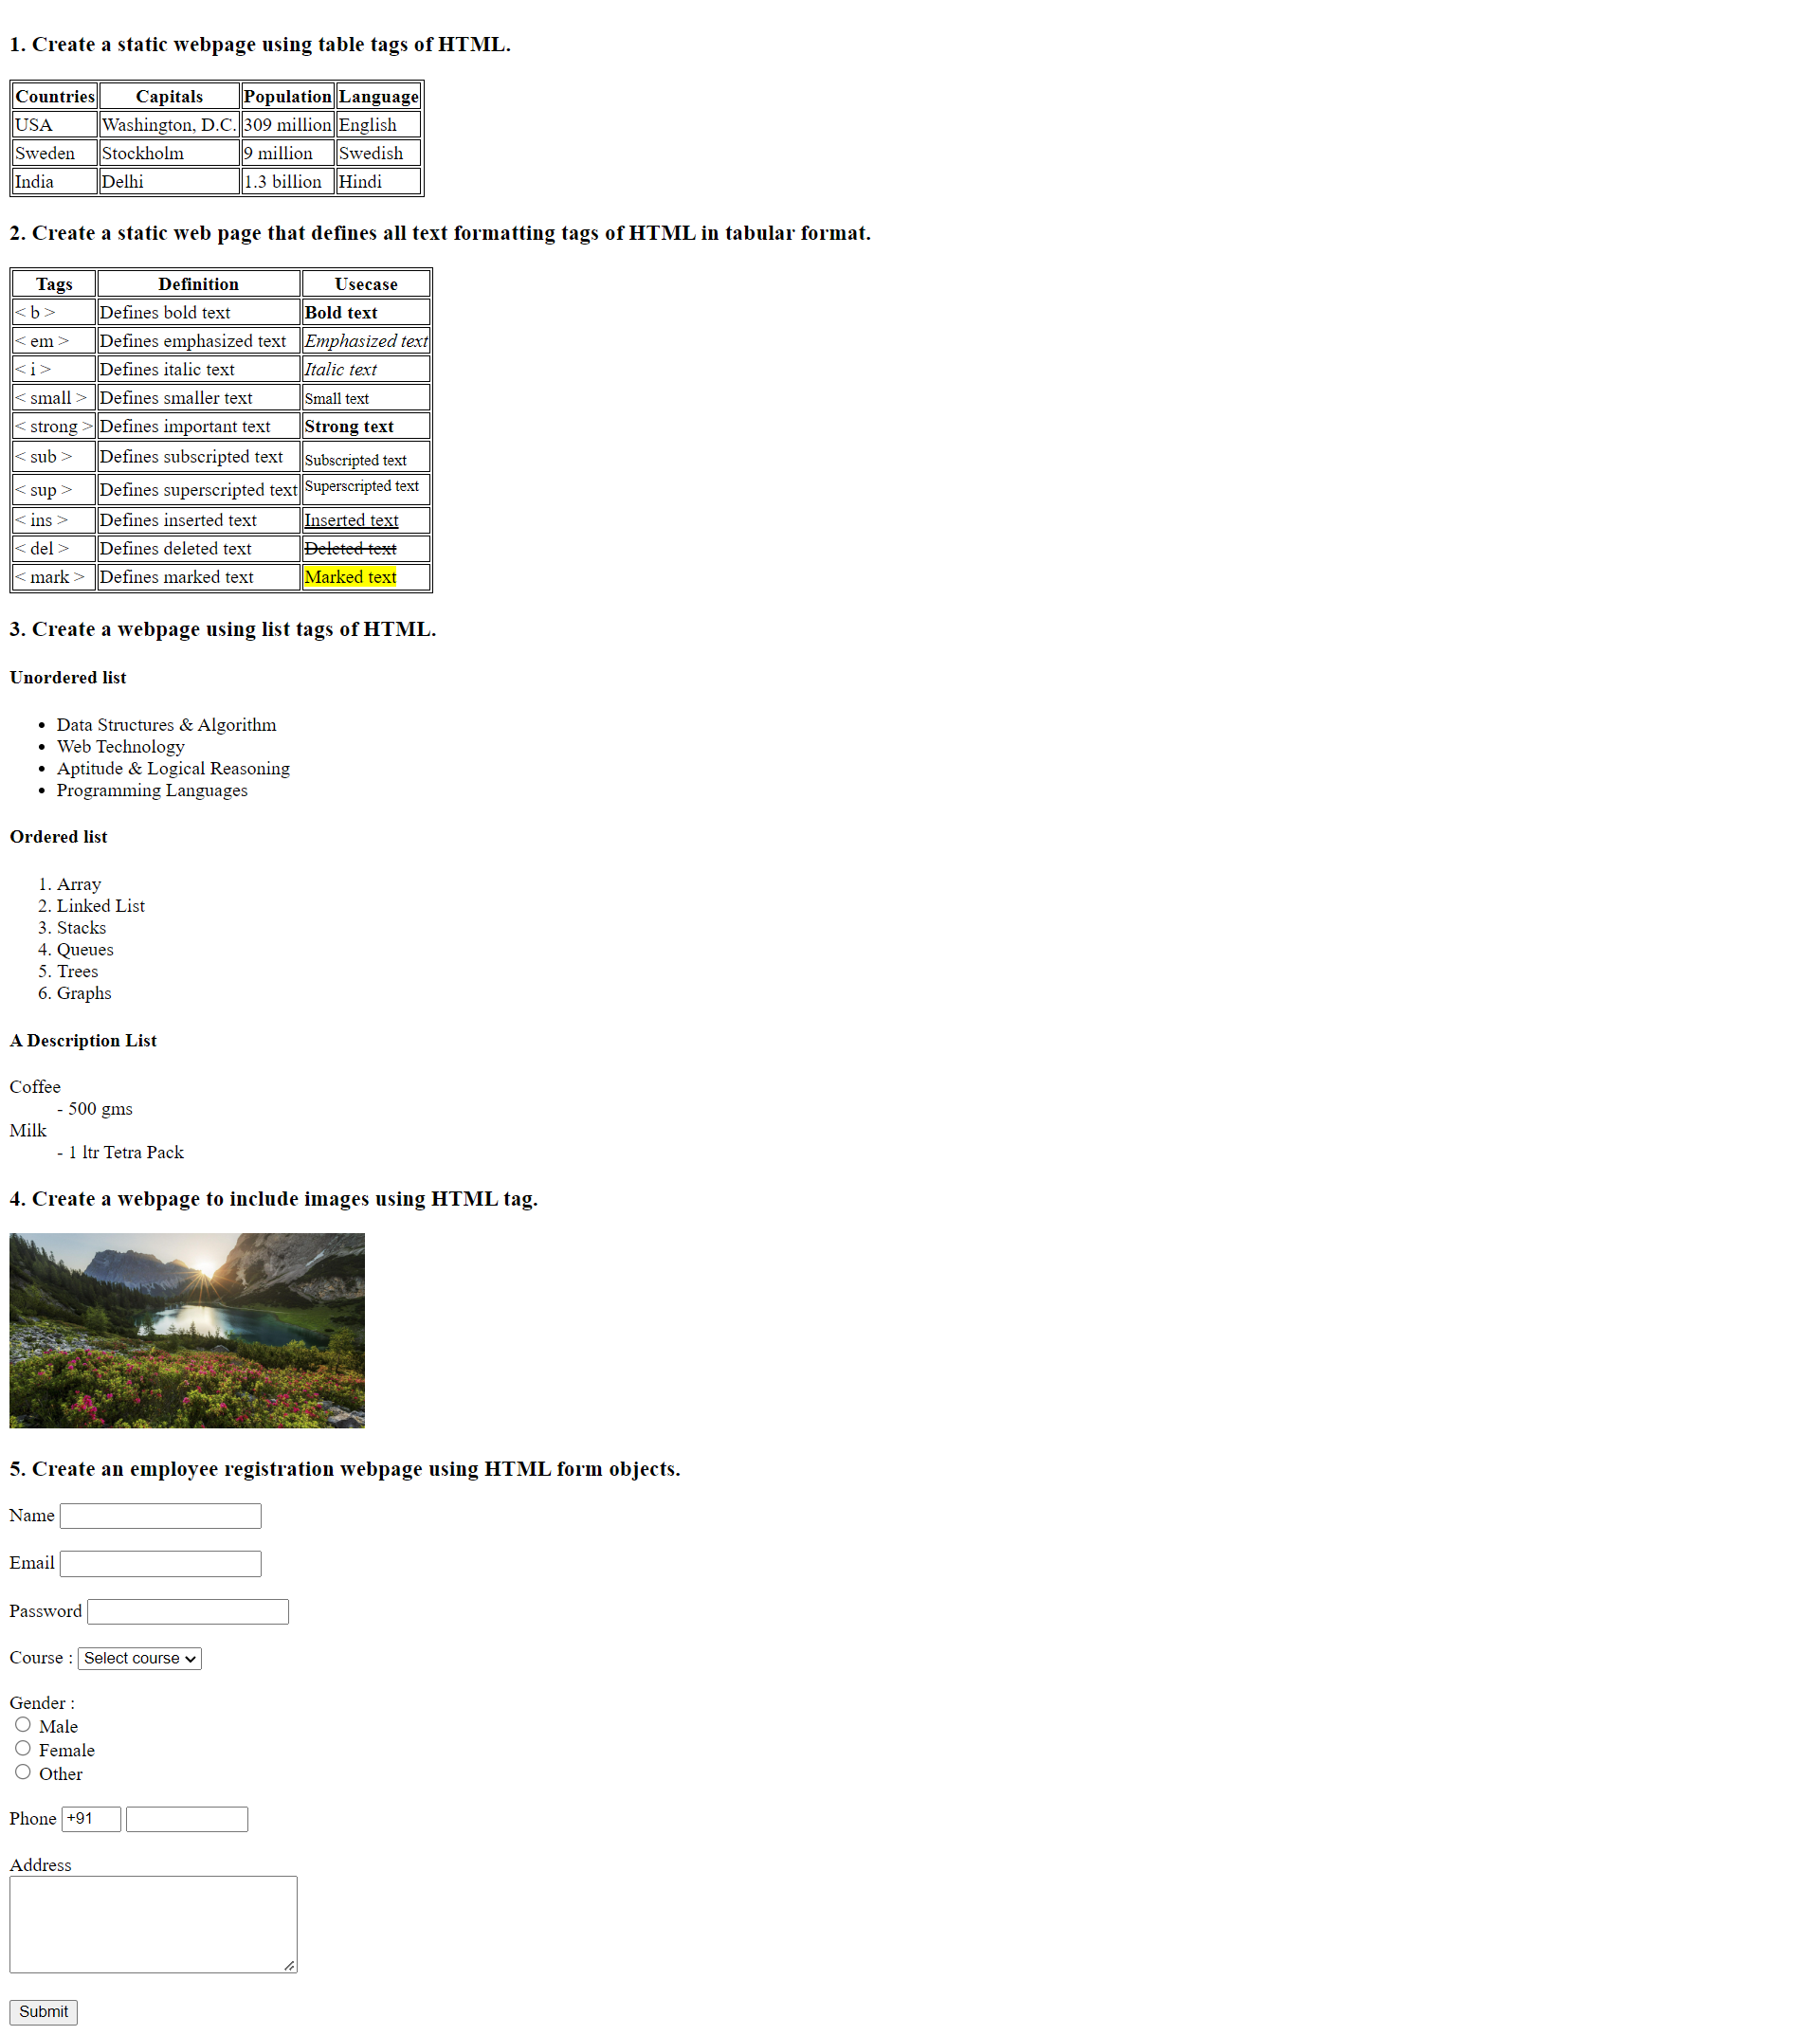 1. Create a static webpage using table tags of HTML.
Countries Capitals Population Language
USA Washington, D.C. 309 million English
Sweden Stockholm 9 million Swedish
India Delhi 1.3 billion Hindi
2. Create a static web page that defines all text formatting tags of HTML in tabular format.
Tags Definition Usecase
< b > Defines bold text Bold text
< em > Defines emphasized text Emphasized text
< i > Defines italic text Italic text
< small > Defines smaller text Small text
< strong > Defines important text Strong text
< sub > Defines subscripted text Subscripted text
< sup > Defines superscripted text Superscripted text
< ins > Defines inserted text Inserted text
< del > Defines deleted text Deleted text
< mark > Defines marked text Marked text
3. Create a webpage using list tags of HTML.
Unordered list
• Data Structures & Algorithm
• Web Technology
• Aptitude & Logical Reasoning
• Programming Languages
Ordered list
1. Array
2. Linked List
3. Stacks
4. Queues
5. Trees
6. Graphs
A Description List
Coffee
- 500 gms
Milk
- 1 ltr Tetra Pack
4. Create a webpage to include images using HTML tag.
5. Create an employee registration webpage using HTML form objects.
Name
Email
Password
Course : Select course
Gender :
Male
Female
Other
Phone +91
Address
Submit